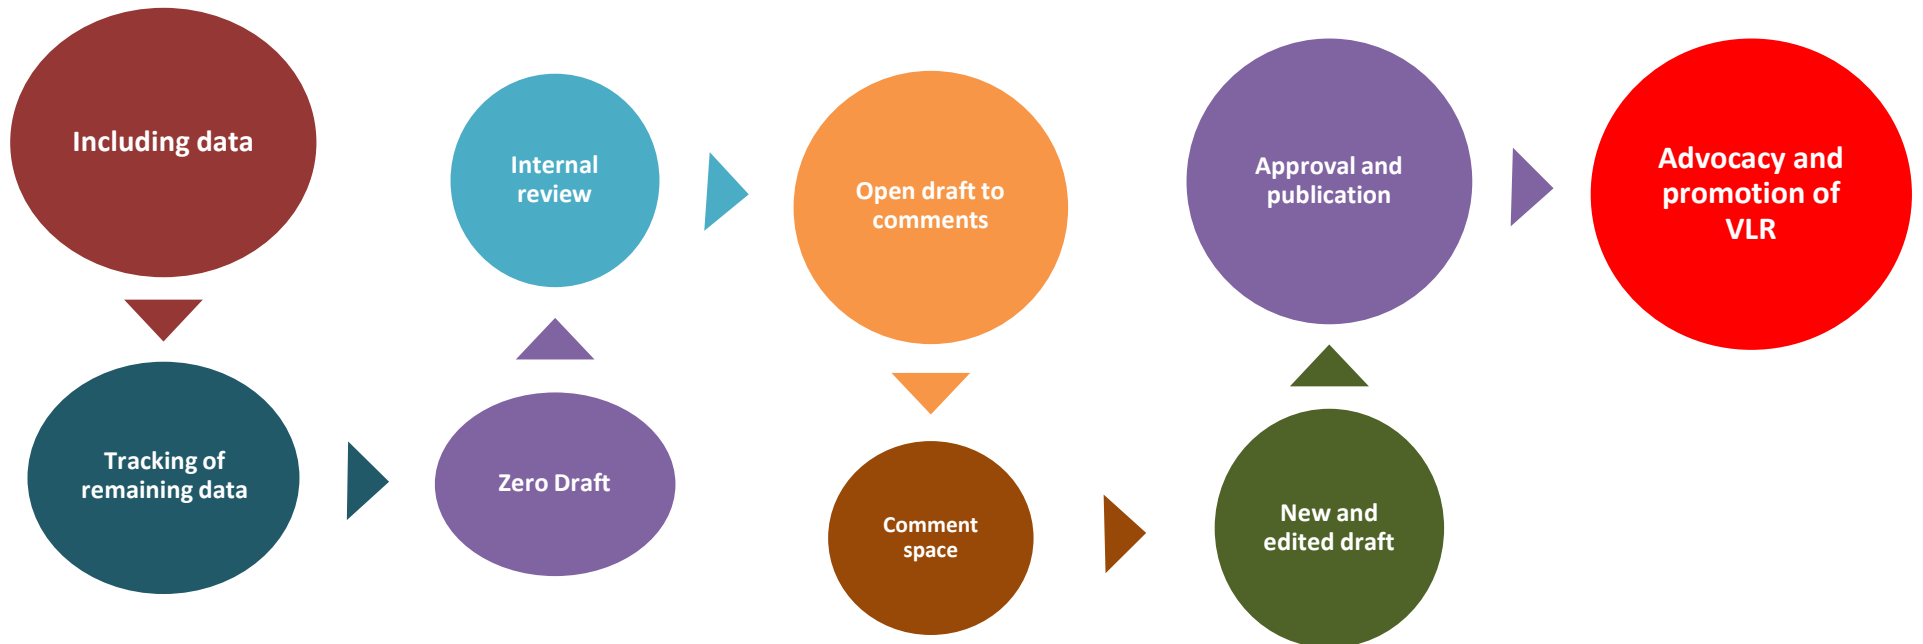 Including data
Tracking of
remaining data
Zero Draft
Internal
review
Open draft to
comments
Comment
space
New and
edited draft
Approval and
publication
Advocacy and
promotion of
VLR